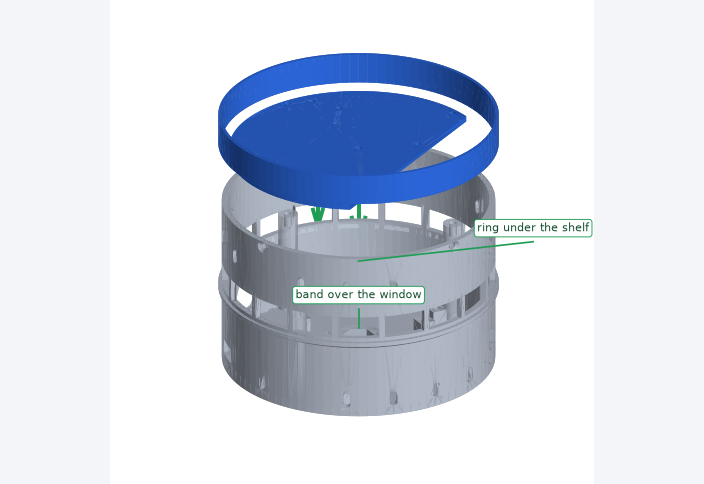 ring under the shelf
band over the window